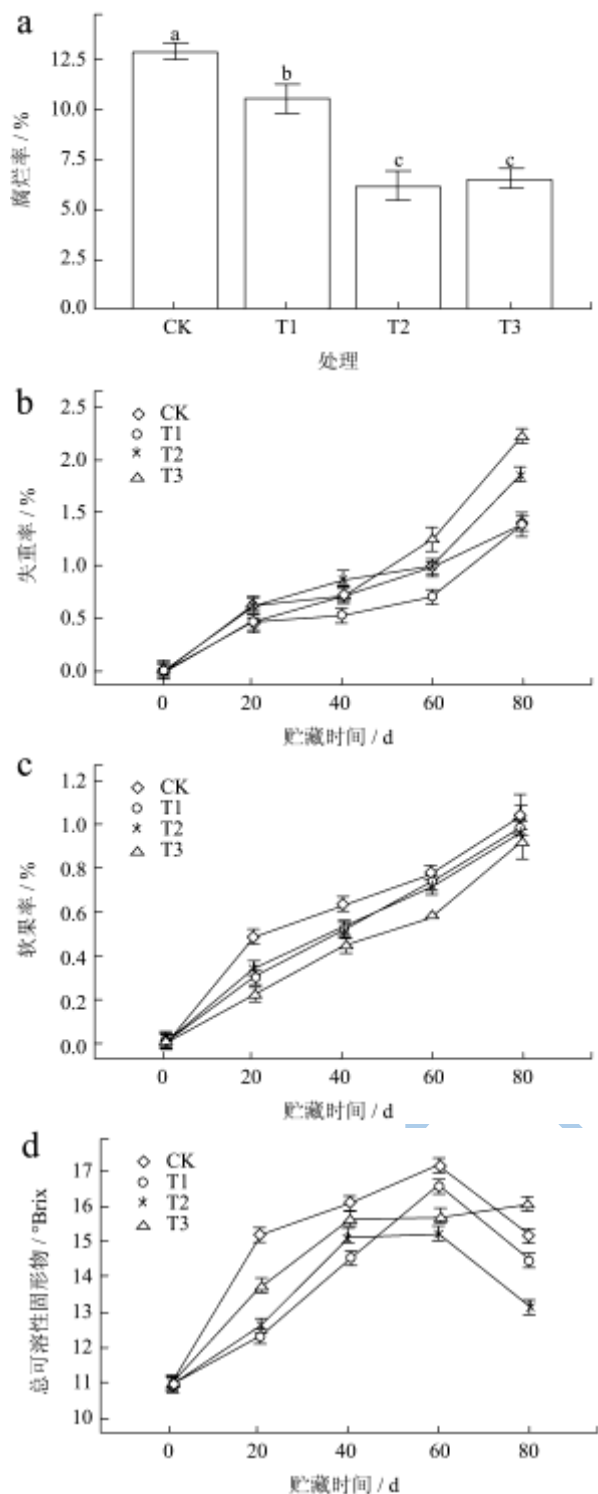 a
腐烂率 / %
12.5
10.0
7.5
5.0
2.5
0.0
a
b
c
c
CK
T1
T2
T3
处理
b
失重率 / %
2.5
2.0
1.5
1.0
0.5
0.0
CK
T1
T2
T3
0
20
40
60
80
贮藏时间 / d
c
软果率 / %
1.2
1.0
0.8
0.6
0.4
0.2
0.0
CK
T1
T2
T3
0
20
40
60
80
贮藏时间 / d
d
总可溶性固形物 / °Brix
17
16
15
14
13
12
11
10
CK
T1
T2
T3
0
20
40
60
80
贮藏时间 / d